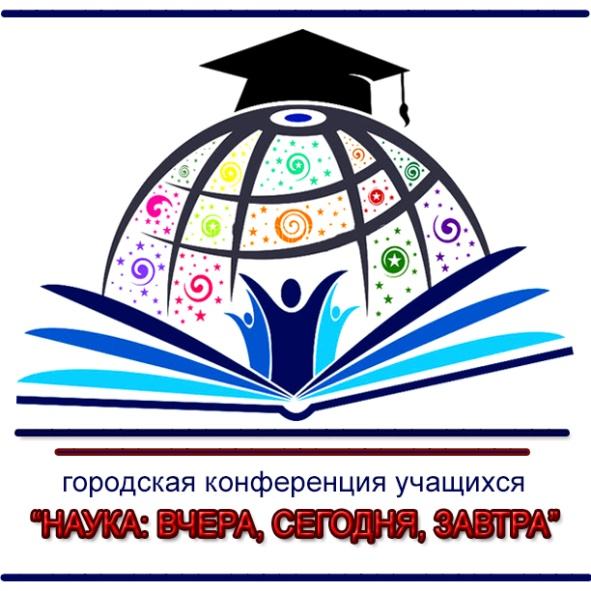 городская конференция учащихся
“НАУКА: ВЧЕРА, СЕГОДНЯ, ЗАВТРА”